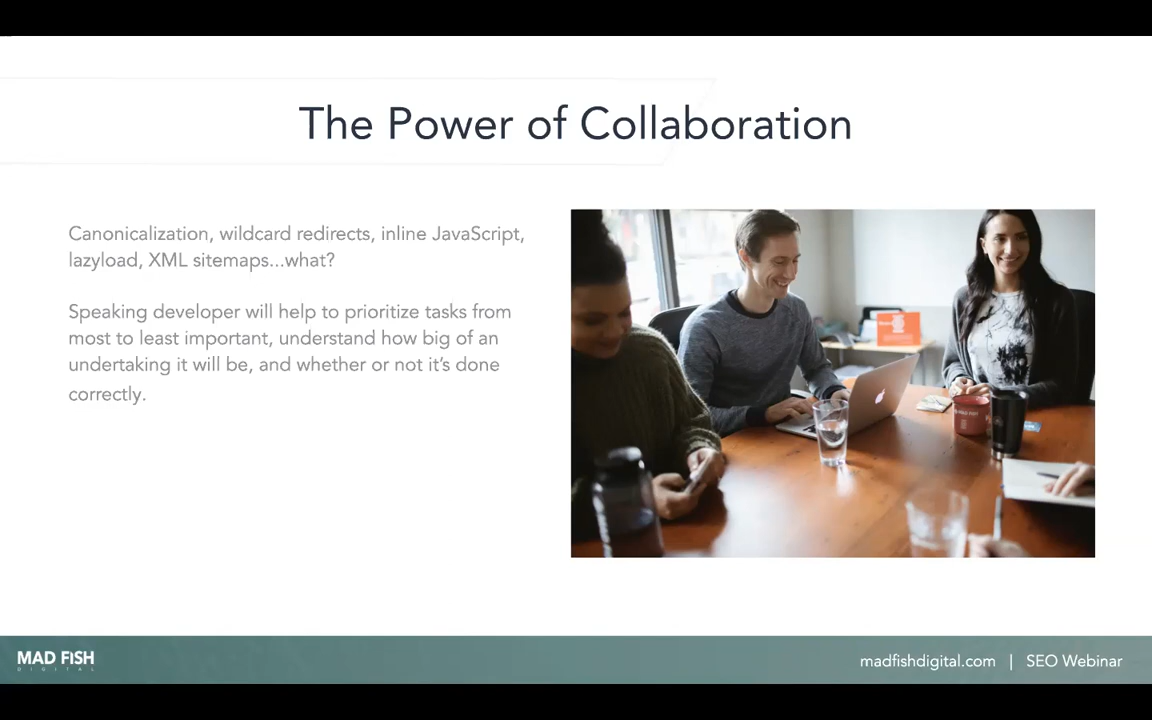 The Power of Collaboration
Canonicalization, wildcard redirects, inline JavaScript,
lazyload, XML sitemaps...what?
Speaking developer will help to prioritize tasks from
most to least important, understand how big of an
undertaking it will be, and whether or not it's done
correctly.
MAD FISH
MAD FISH
DIGITAL
madfishdigital.com | SEO Webinar